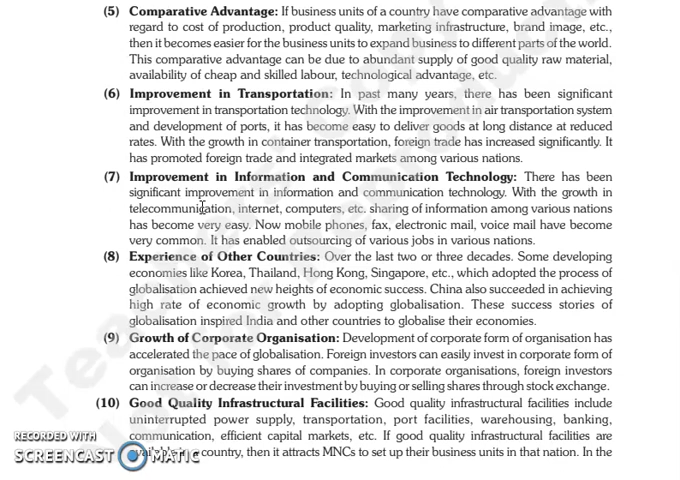 (5) Comparative Advantage: If business units of a country have comparative advantage with
regard to cost of production, product quality, marketing infrastructure, brand image, etc.,
then it becomes easier for the business units to expand business to different parts of the world.
This comparative advantage can be due to abundant supply of good quality raw material,
availability of cheap and skilled labour, technological advantage, etc.
(6) Improvement in Transportation: In past many years, there has been significant
improvement in transportation technology. With the improvement in air transportation system
and development of ports, it has become easy to deliver goods at long distance at reduced
rates. With the growth in container transportation, foreign trade has increased significantly. It
has promoted foreign trade and integrated markets among various nations.
(7) Improvement in Information and Communication Technology: There has been
significant improvement in information and communication technology. With the growth in
telecommunication, internet, computers, etc. sharing of information among various nations
has become very easy. Now mobile phones, fax, electronic mail, voice mail have become
very common. It has enabled outsourcing of various jobs in various nations.
(8) Experience of Other Countries: Over the last two or three decades. Some developing
economies like Korea, Thailand, Hong Kong, Singapore, etc., which adopted the process of
globalisation achieved new heights of economic success. China also succeeded in achieving
high rate of economic growth by adopting globalisation. These success stories of
globalisation inspired India and other countries to globalise their economies.
(9) Growth of Corporate Organisation: Development of corporate form of organisation has
accelerated the pace of globalisation. Foreign investors can easily invest in corporate form of
organisation by buying shares of companies. In corporate organisations, foreign investors
can increase or decrease their investment by buying or selling shares through stock exchange.
(10) Good Quality Infrastructural Facilities: Good quality infrastructural facilities include
uninterrupted power supply, transportation, port facilities, warehousing, banking,
communication, efficient capital markets, etc. If good quality infrastructural facilities are
country, then it attracts MNCs to set up their business units in that nation. In the
RECORDED WITH
SCREENCAST MATIC